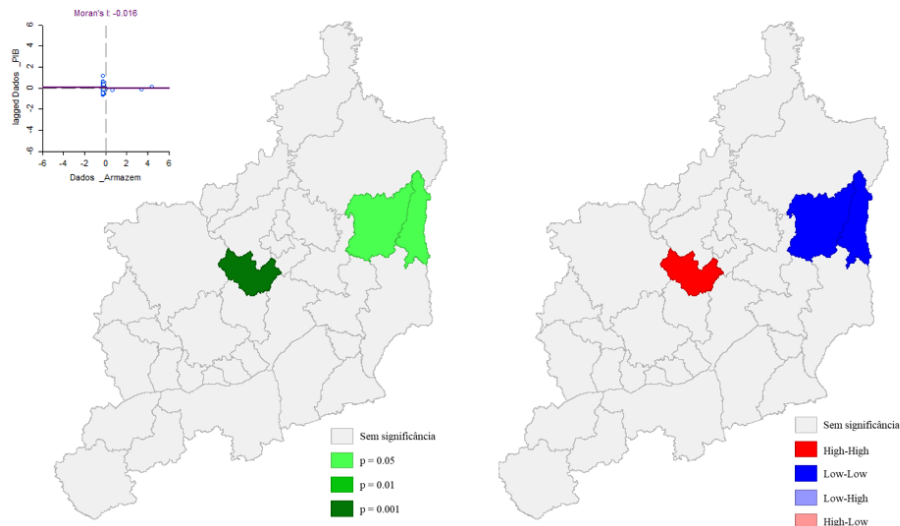 Moran's I: -0.016
6
4
2
0
-2
-4
-6
lagged Dados _PIB
-6 -4 -2 0 2 4 6
Dados _Armazem
Sem significância
p = 0.05
p = 0.01
p = 0.001
Sem significância
High-High
Low-Low
Low-High
High-Low